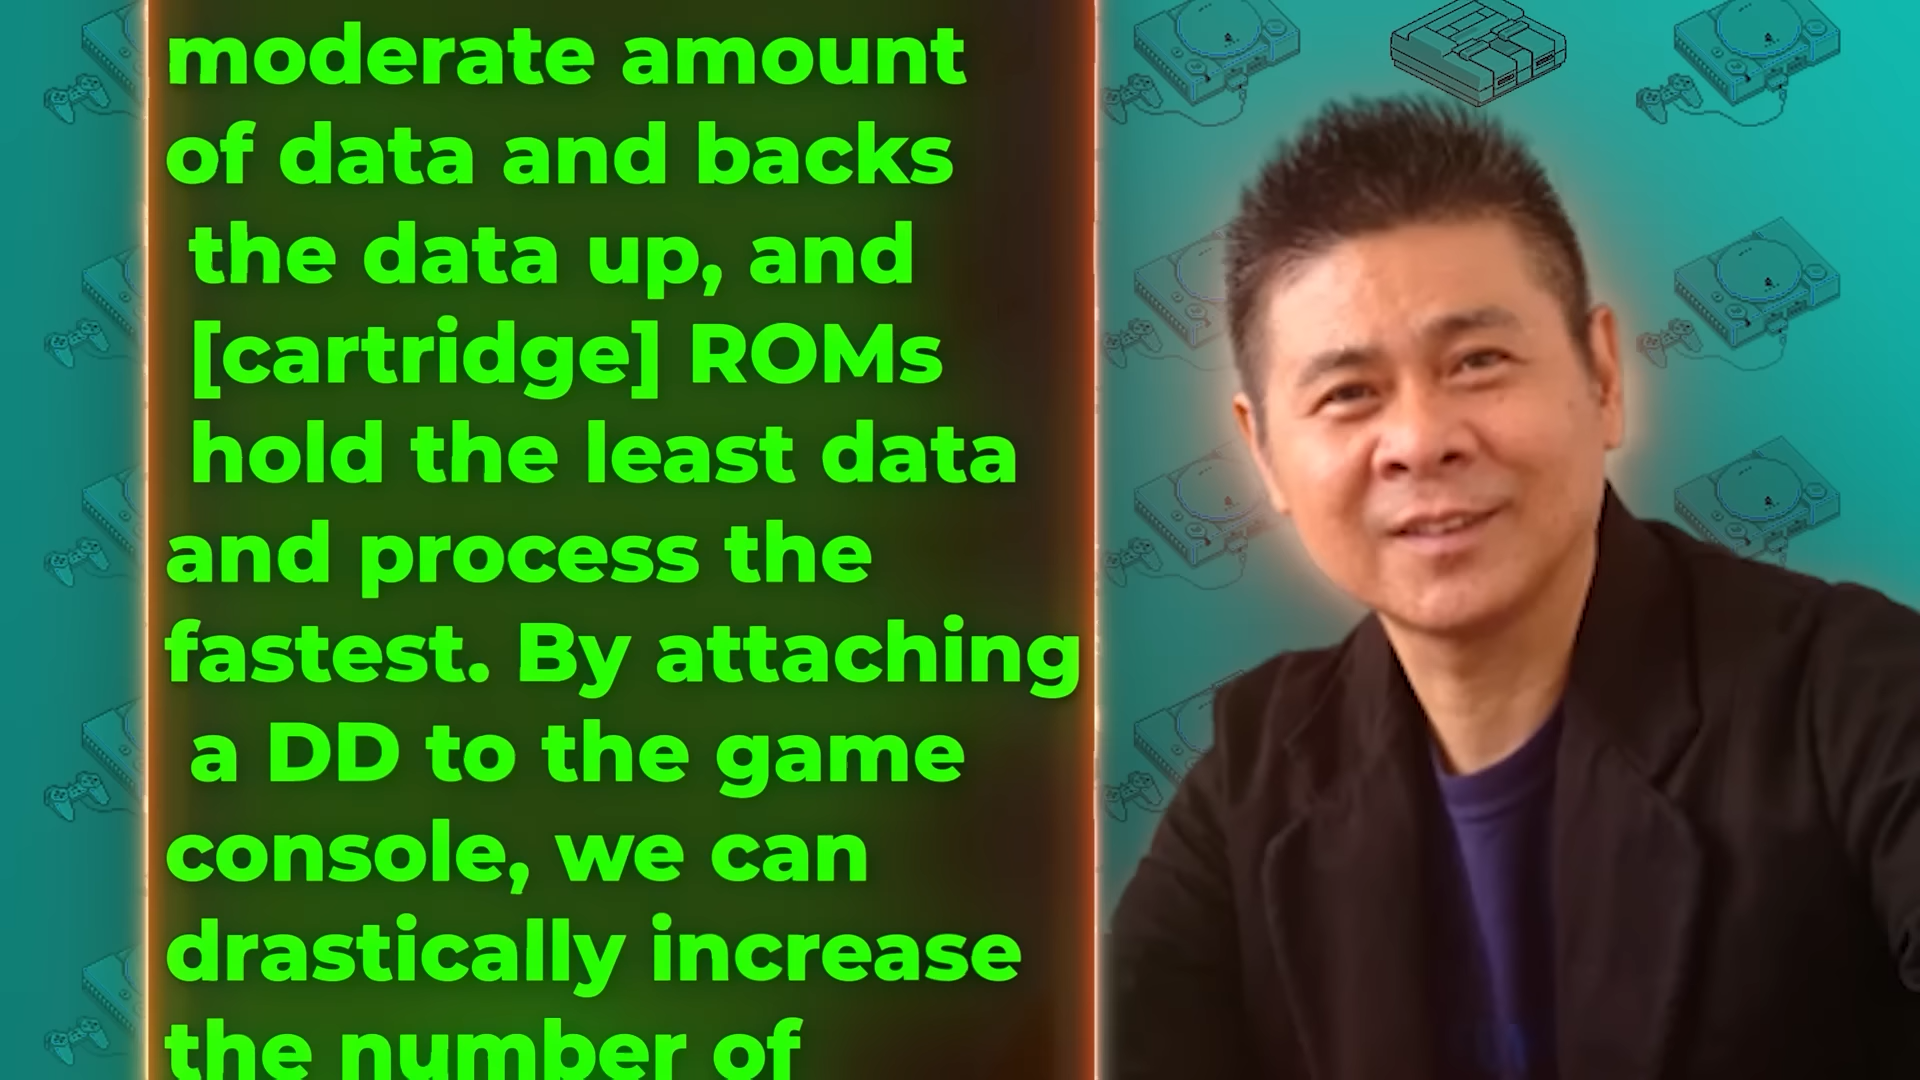 moderate amount
of data and backs
the data up, and
[cartridge] ROMs
hold the least data
and process the
fastest. By attaching
a DD to the game
console, we can
drastically increase
the number of